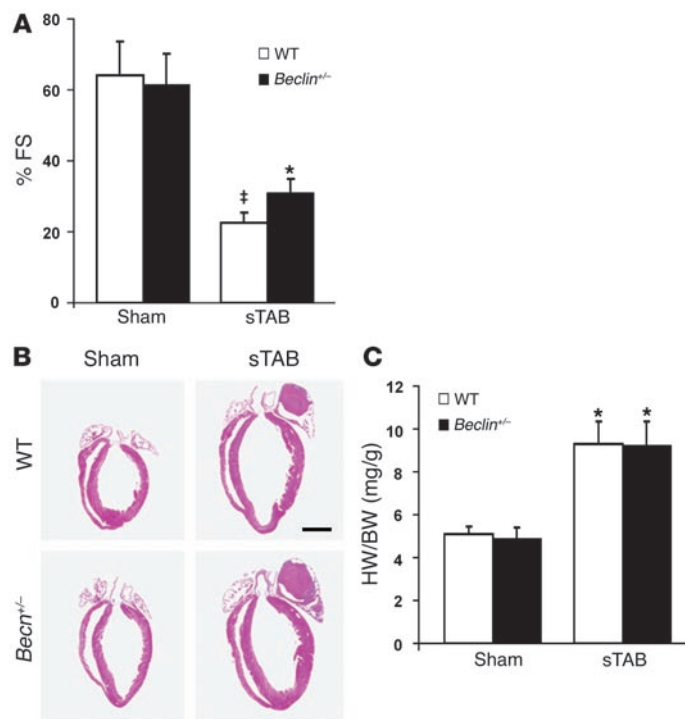 A
80
60
40
20
0
% FS
WT
Beclin+/–
‡
*
Sham
sTAB
B
Sham
sTAB
WT
Becn+/–
C
12
10
8
6
4
2
0
HW/BW (mg/g)
WT
Beclin+/–
*
*
Sham
sTAB